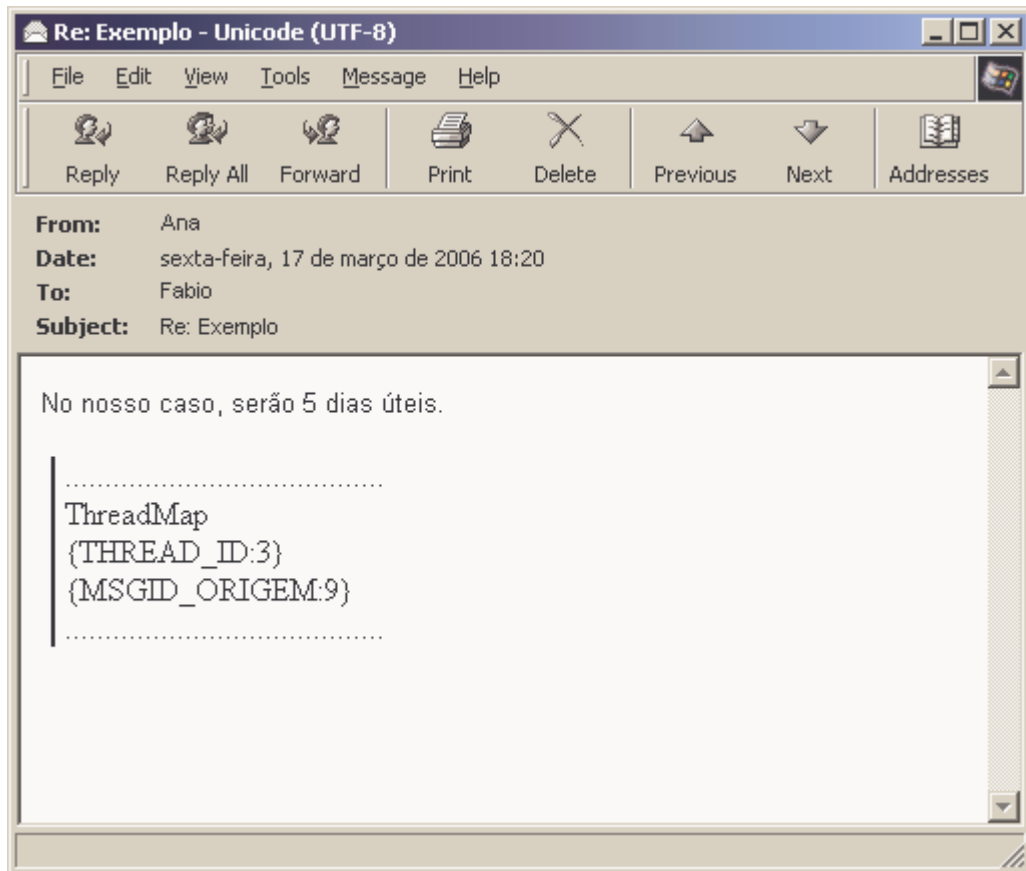 Re: Exemplo - Unicode (UTF-8)
File Edit View Tools Message Help
Reply Reply All Forward Print Delete Previous Next Addresses
From: Ana
Date: sexta-feira, 17 de março de 2006 18:20
To: Fabio
Subject: Re: Exemplo
No nosso caso, serão 5 dias úteis.
........................................
ThreadMap
{THREAD_ID:3}
{MSGID_ORIGEM:9}
........................................